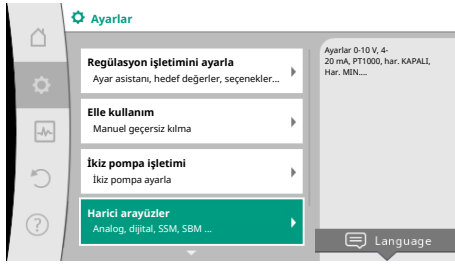 Ayarlar
Regülasyon işletimini ayarla
Ayar asistanı, hedef değerler, seçenekler...
Elle kullanım
Manuel geçersiz kılma
İkiz pompa işletimi
İkiz pompa ayarla
Harici arayüzler
Analog, dijital, SSM, SBM ...
Ayarlar 0-10 V, 4-
20 mA, PT1000, har. KAPALI,
Har. MIN....
Language